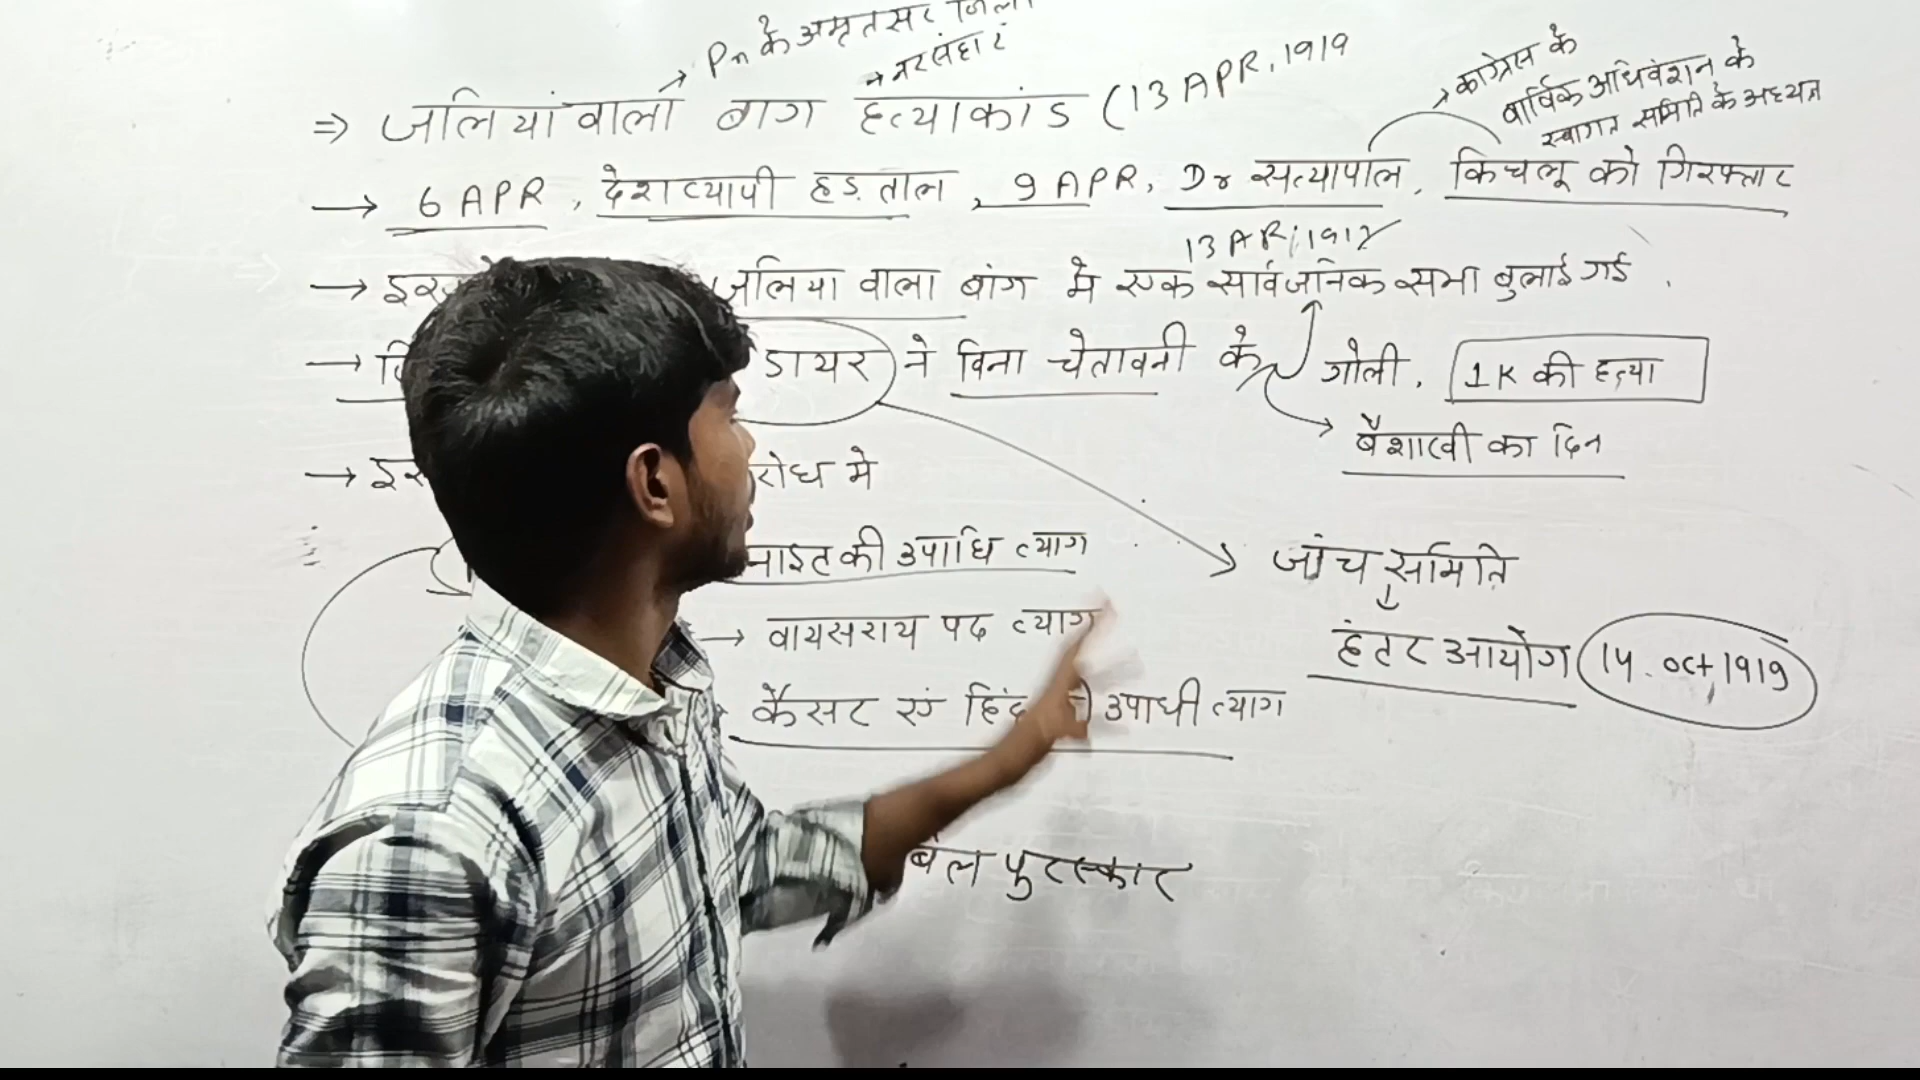 → Pn के अमृतसर जिला
→ नरसंहार
⇒ जलियांवाला बाग हत्याकांड (13 APR, 1919
→ कांग्रेस के
वार्षिक अधिवेशन के
स्वागत समिति के अध्यक्ष
→ 6 APR, देशव्यापी हड़ताल, 9 APR, Dr सत्यापाल, किचलू को गिरफ्तार
13 APR, 1919
→ जलिया वाला बाग मे एक सार्वजनिक सभा बुलाई गई.
→ डायर ने बिना चेतावनी के गोली. 1K की हत्या
→ बैशाखी का दिन
→ रोध मे
नाइट की उपाधि त्याग
→ जांच समिति
→ वायसराय पद त्याग
हंटर आयोग 14. oct, 1919
कैसर ए हिंद उपाधी त्याग
बेल पुरस्कार